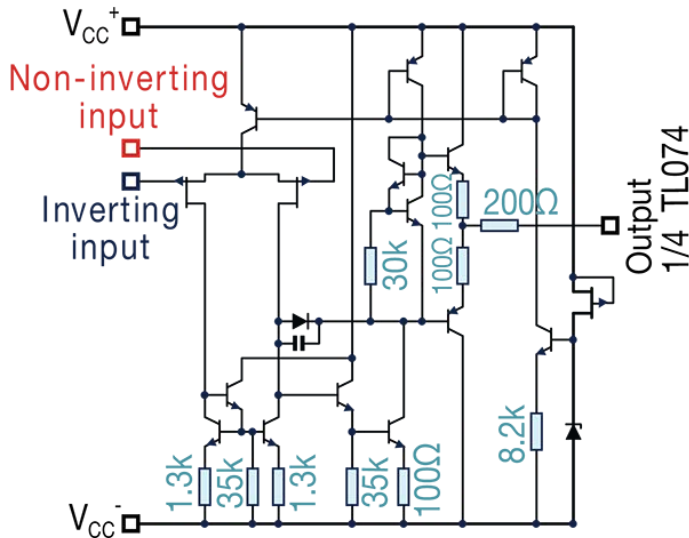 VCC+
Non-inverting
input
Inverting
input
100Ω
200Ω
Output
1/4 TL074
30k
100Ω
8.2k
1.3k
35k
1.3k
35k
100Ω
VCC-